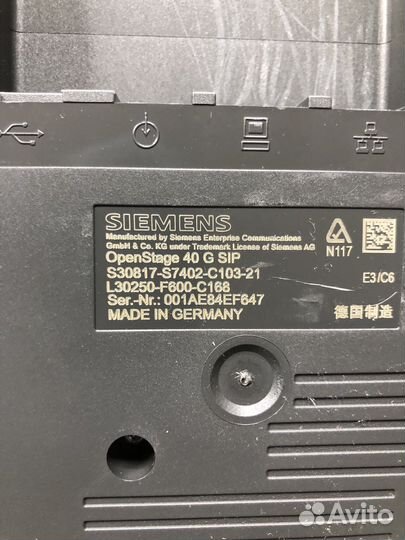 SIEMENS
Manufactured by Siemens Enterprise Communications
GmbH & Co. KG under Trademark License of Siemens AG
OpenStage 40 G SIP
S30817-S7402-C103-21
L30250-F600-C168
Ser.-Nr.: 001AE84EF647
MADE IN GERMANY
N117
E3/C6
德国制造
Avito